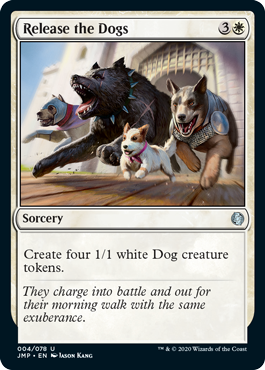 Release the Dogs 3
Sorcery
Create four 1/1 white Dog creature
tokens.
They charge into battle and out for
their morning walk with the same
exuberance.
004/078 U
JMP • EN Jason Kang
™ & © 2020 Wizards of the Coast